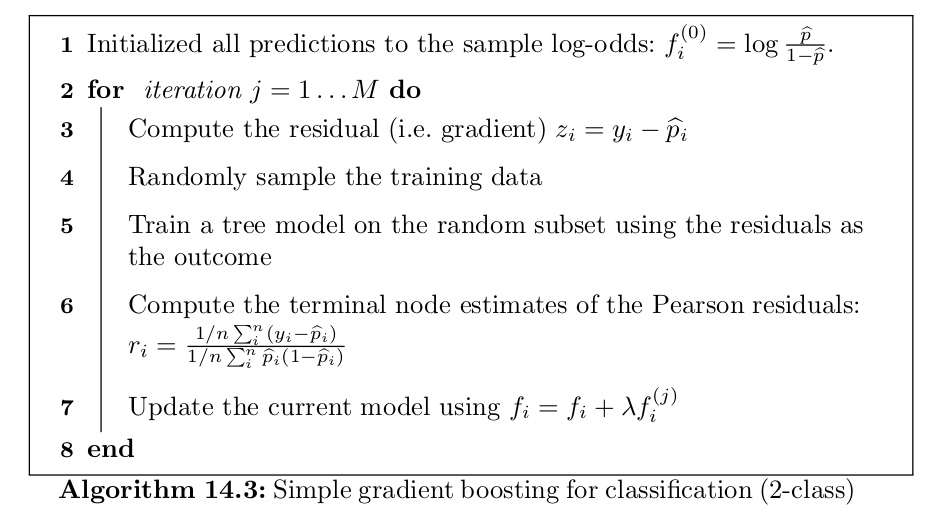 1 Initialized all predictions to the sample log-odds: $f_i^{(0)} = \log \frac{\widehat{p}}{1-\widehat{p}}$.
2 for iteration $j = 1 \ldots M$ do
3 Compute the residual (i.e. gradient) $z_i = y_i - \widehat{p}_i$
4 Randomly sample the training data
5 Train a tree model on the random subset using the residuals as
the outcome
6 Compute the terminal node estimates of the Pearson residuals:
$r_i = \frac{1/n \sum_i^n (y_i - \widehat{p}_i)}{1/n \sum_i^n \widehat{p}_i (1 - \widehat{p}_i)}$
7 Update the current model using $f_i = f_i + \lambda f_i^{(j)}$
8 end
Algorithm 14.3: Simple gradient boosting for classification (2-class)